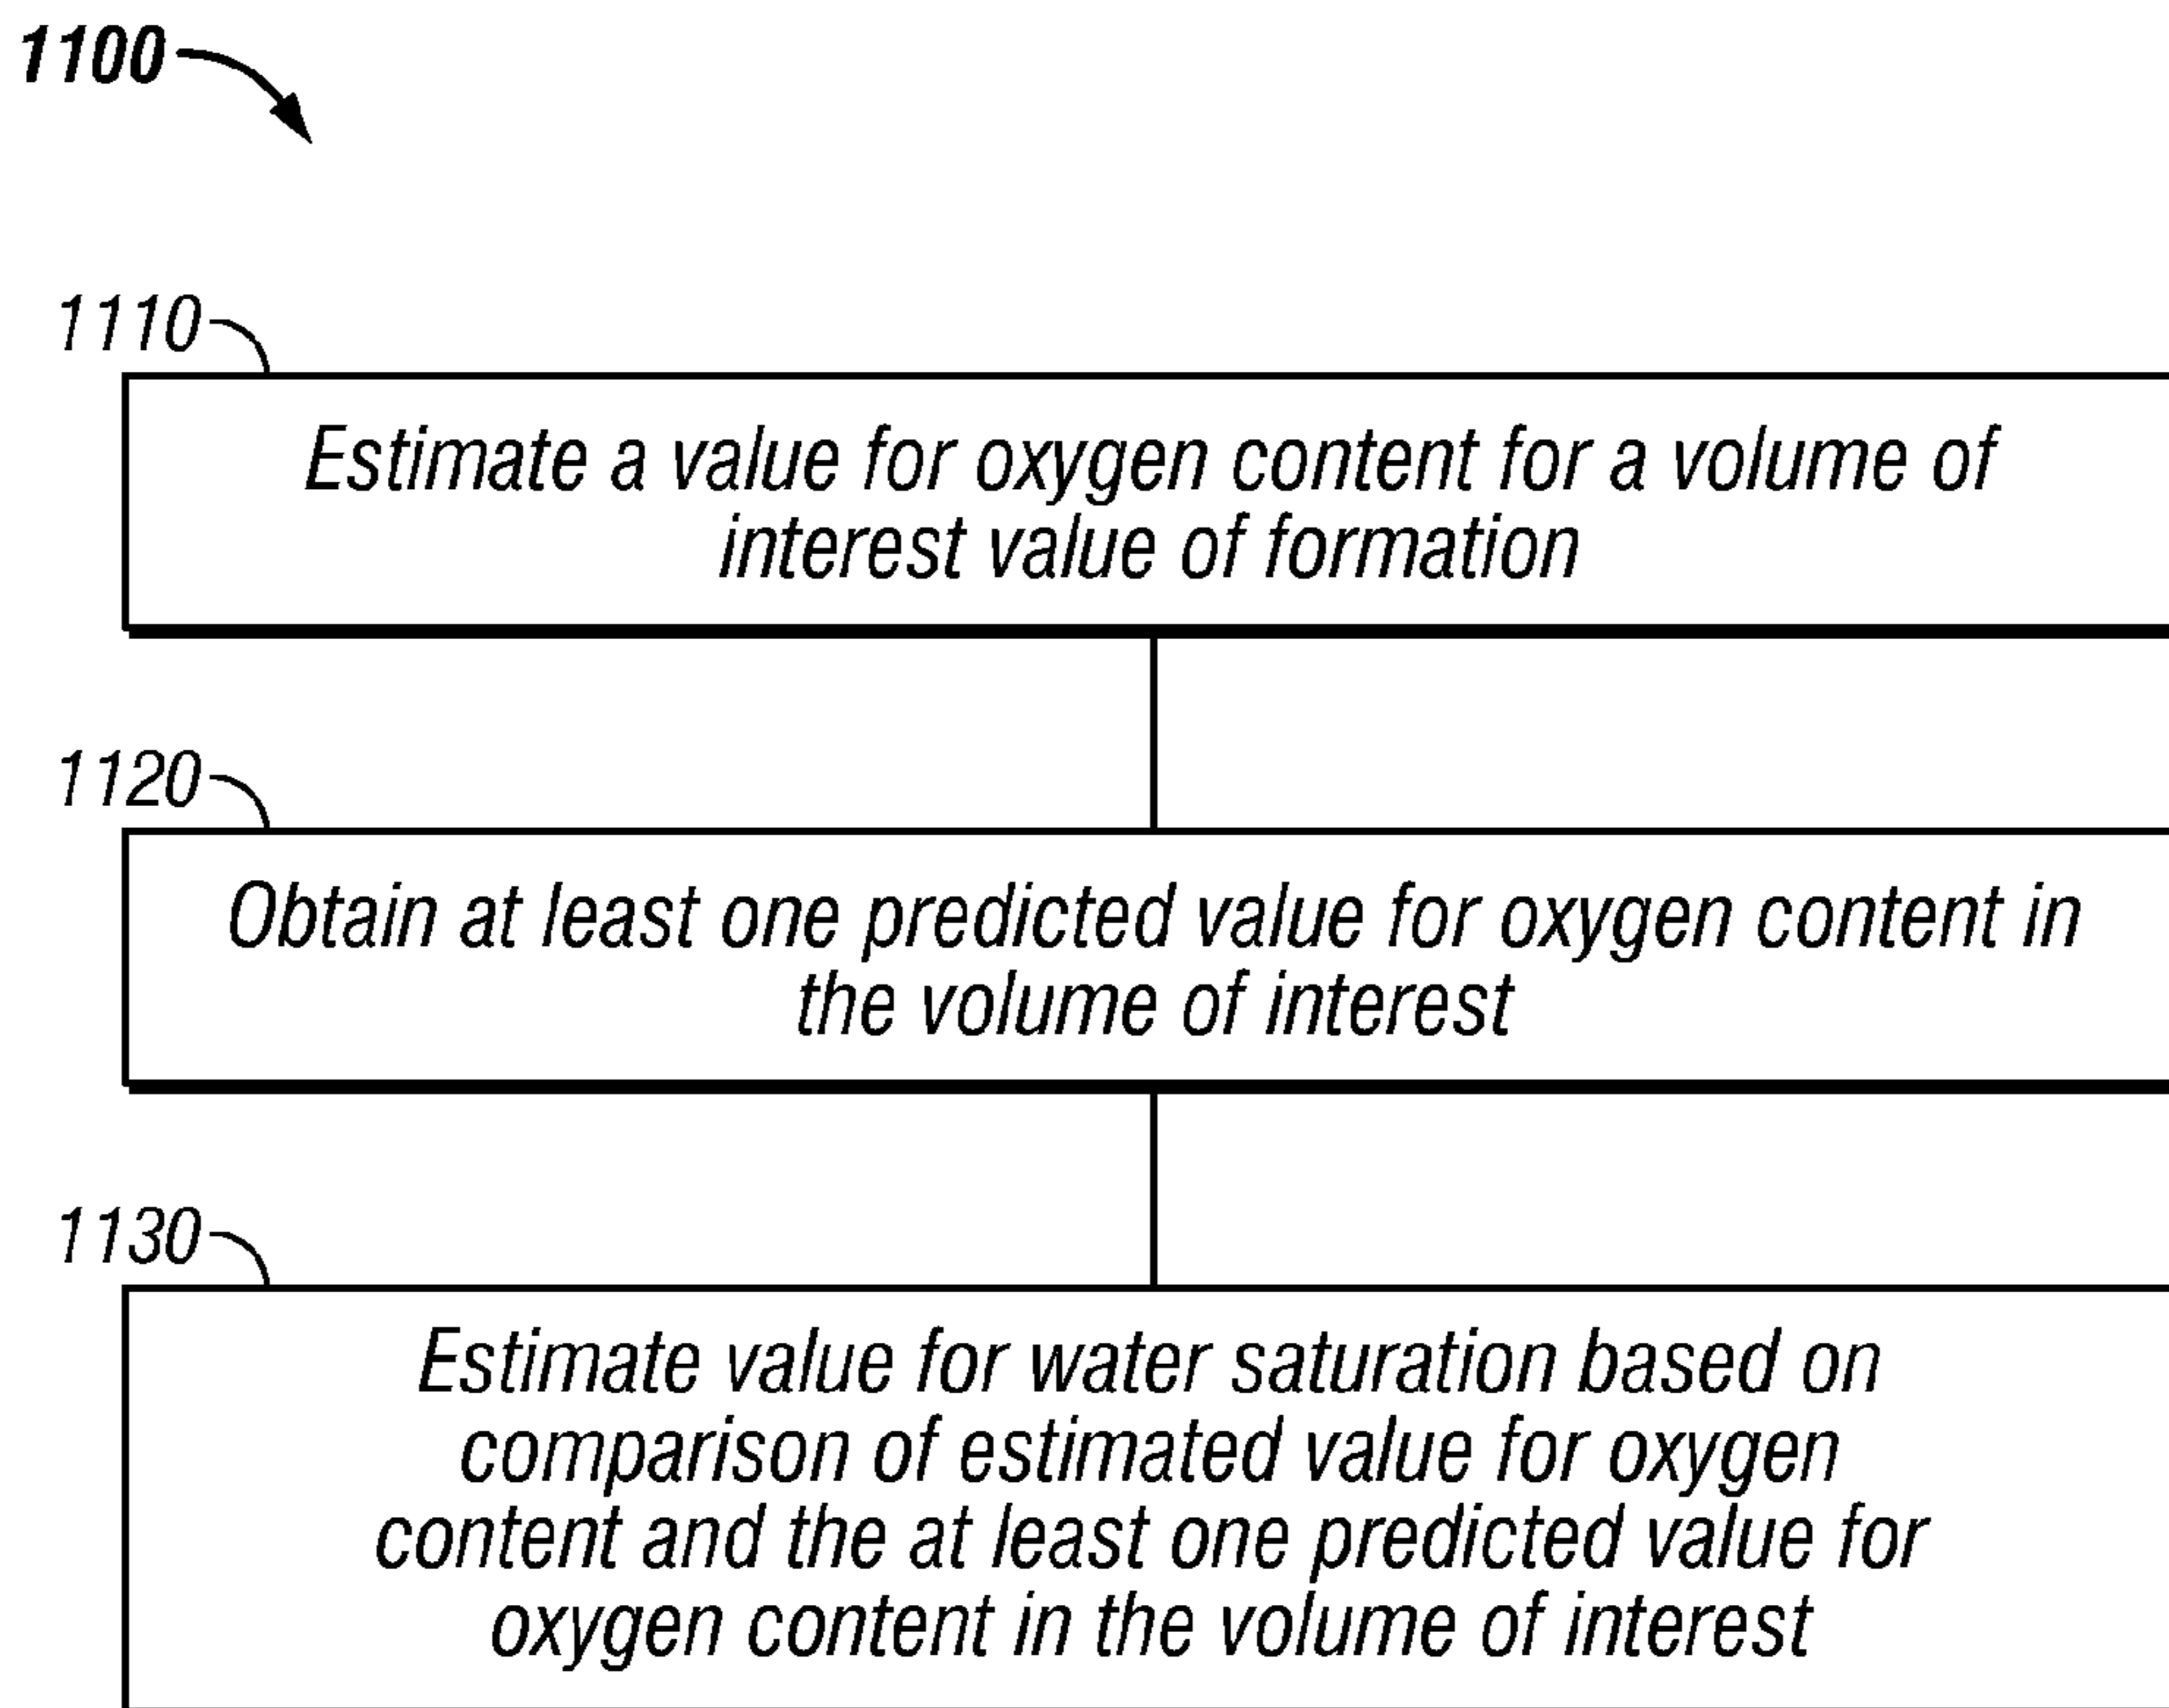 1100
1110
Estimate a value for oxygen content for a volume of
interest value of formation
1120
Obtain at least one predicted value for oxygen content in
the volume of interest
1130
Estimate value for water saturation based on
comparison of estimated value for oxygen
content and the at least one predicted value for
oxygen content in the volume of interest